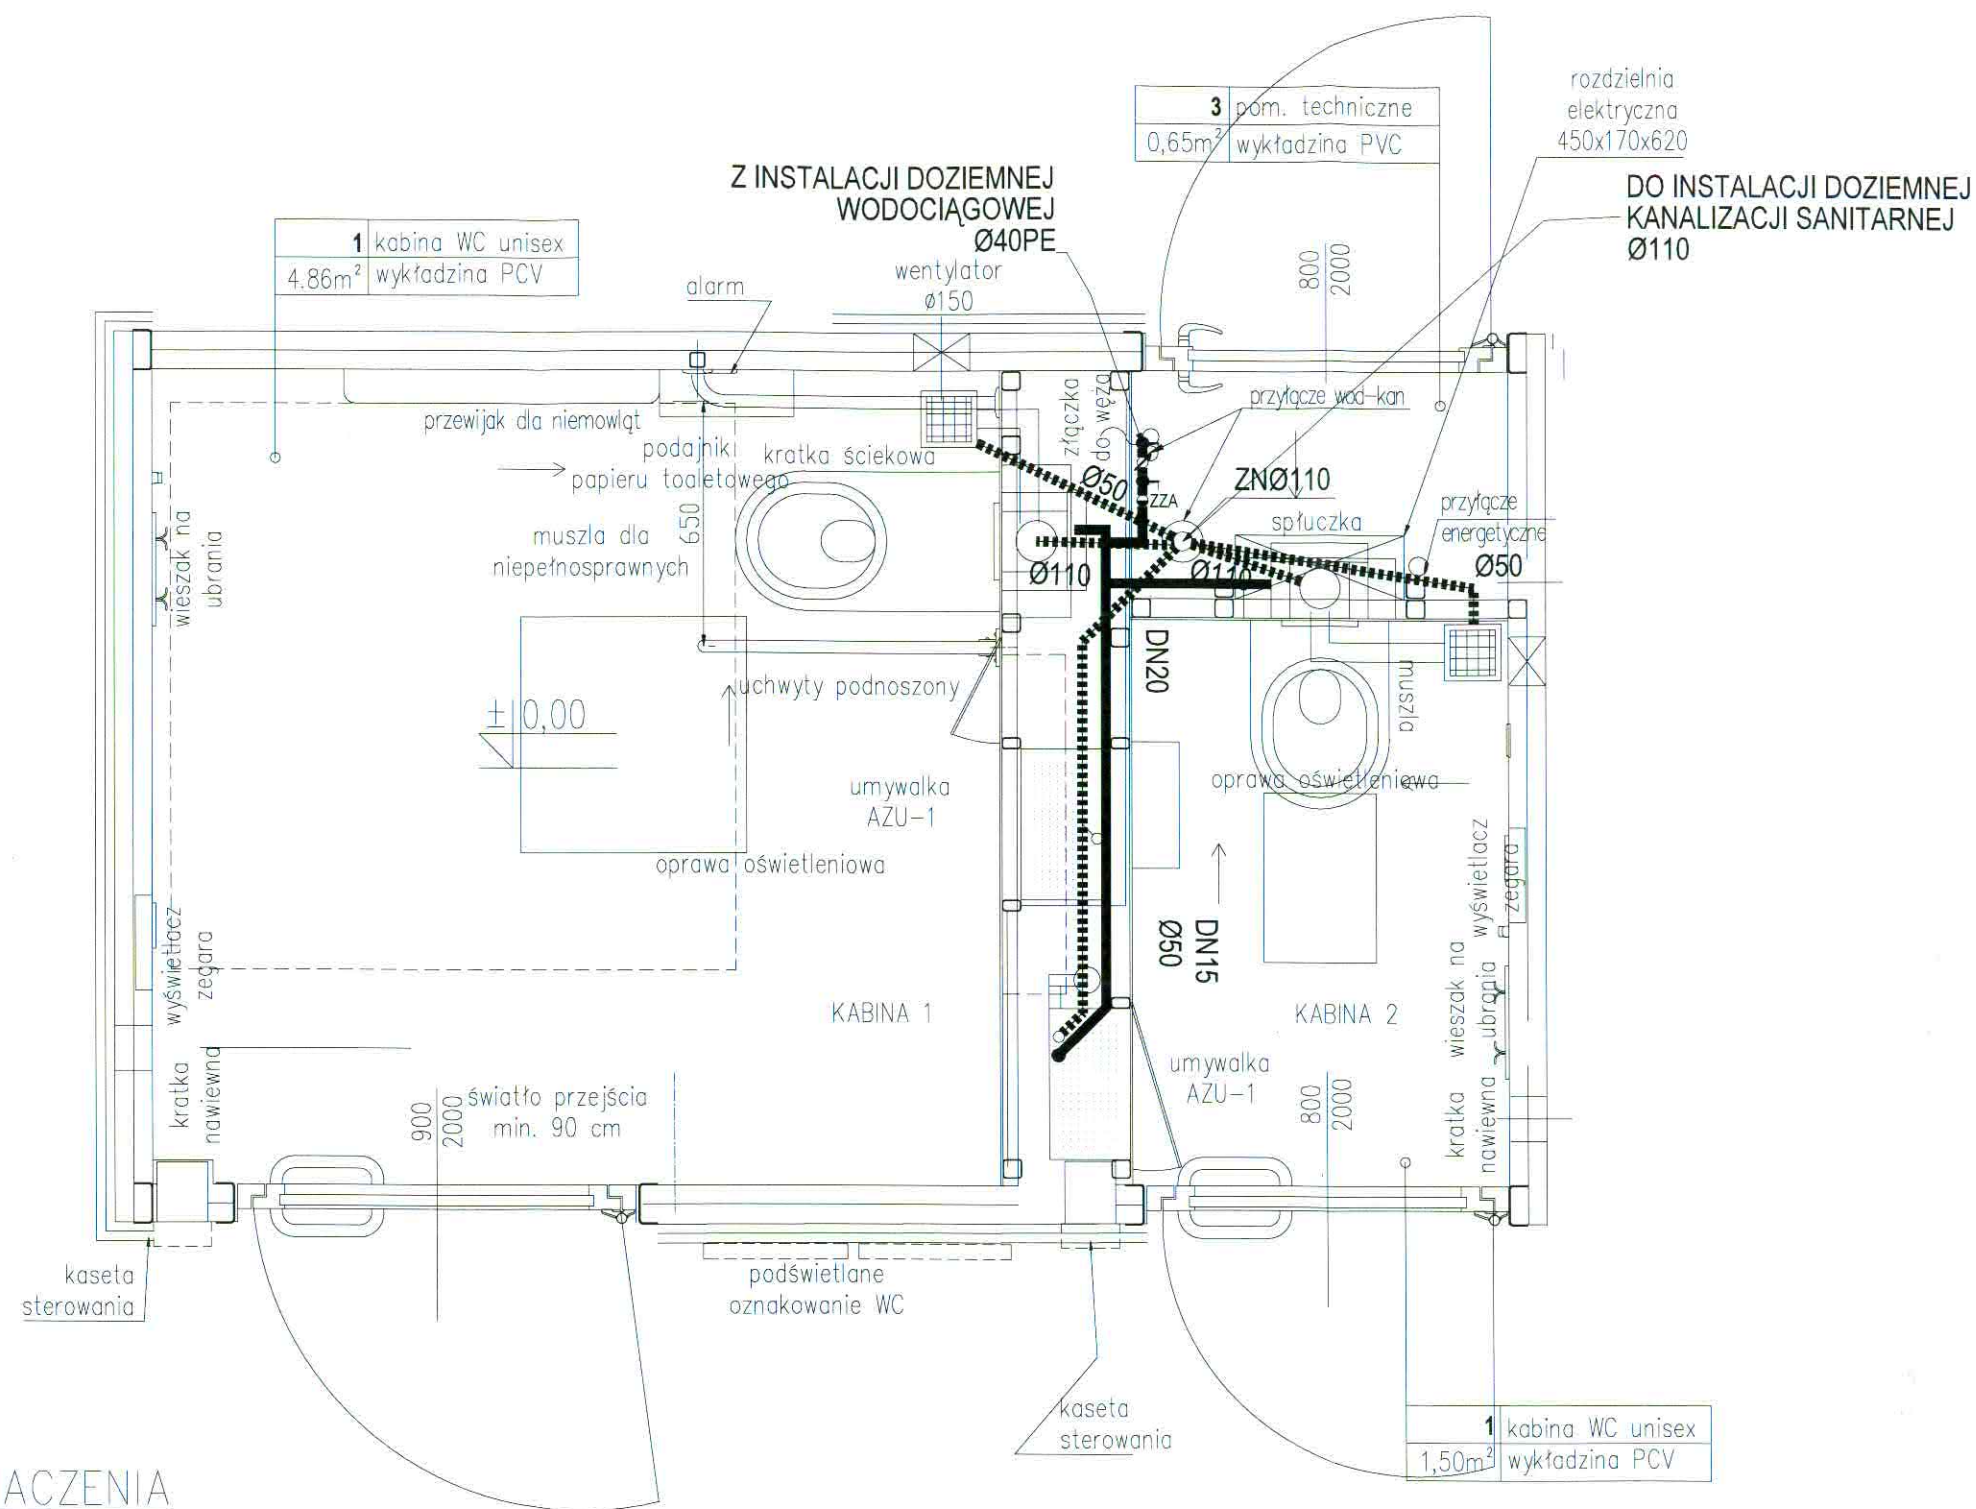 rozdzielnia
elektryczna
450x170x620
3 pom. techniczne
0,65m² wykładzina PVC
Z INSTALACJI DOZIEMNEJ
WODOCIĄGOWEJ
Ø40PE
DO INSTALACJI DOZIEMNEJ
KANALIZACJI SANITARNEJ
Ø110
1 kabina WC unisex
4.86m² wykładzina PCV
alarm
wentylator
ø150
800
2000
przewijak dla niemowląt
podajnik
papieru toaletowego
kratka ściekowa
złączka
do węża
przyłącze wod-kan
Ø50
ZZA
ZNØ110
spłuczka
przyłącze
energetyczne
Ø50
wieszak na
ubrania
muszla dla
niepełnosprawnych
650
Ø110
Ø110
DN20
uchwyty podnoszony
muszla
± 0,00
umywalka
AZU-1
oprawa oświetleniowa
oprawa oświetleniowa
wyświetlacz
zegara
wyświetlacz
zegara
DN15
Ø50
KABINA 1
KABINA 2
wieszak na
ubrania
kratka
nawiewna
900
2000
światło przejścia
min. 90 cm
umywalka
AZU-1
800
2000
kratka
nawiewna
kaseta
sterowania
podświetlane
oznakowanie WC
kaseta
sterowania
1 kabina WC unisex
1,50m² wykładzina PCV
ACZENIA